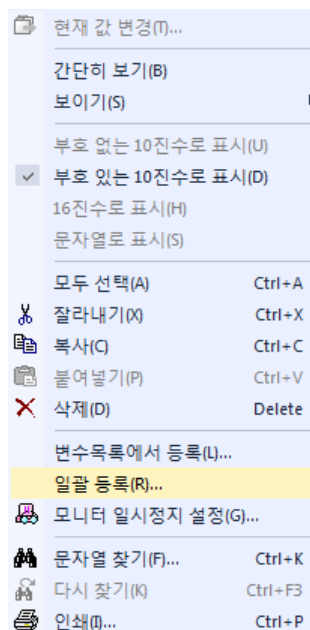 현재 값 변경(T)...
간단히 보기(B)
보이기(S)
부호 없는 10진수로 표시(U)
부호 있는 10진수로 표시(D)
16진수로 표시(H)
문자열로 표시(S)
모두 선택(A) Ctrl+A
잘라내기(X) Ctrl+X
복사(C) Ctrl+C
붙여넣기(P) Ctrl+V
삭제(D) Delete
변수목록에서 등록(L)...
일괄 등록(R)...
모니터 일시정지 설정(G)...
문자열 찾기(F)... Ctrl+K
다시 찾기(K) Ctrl+F3
인쇄(I)... Ctrl+P